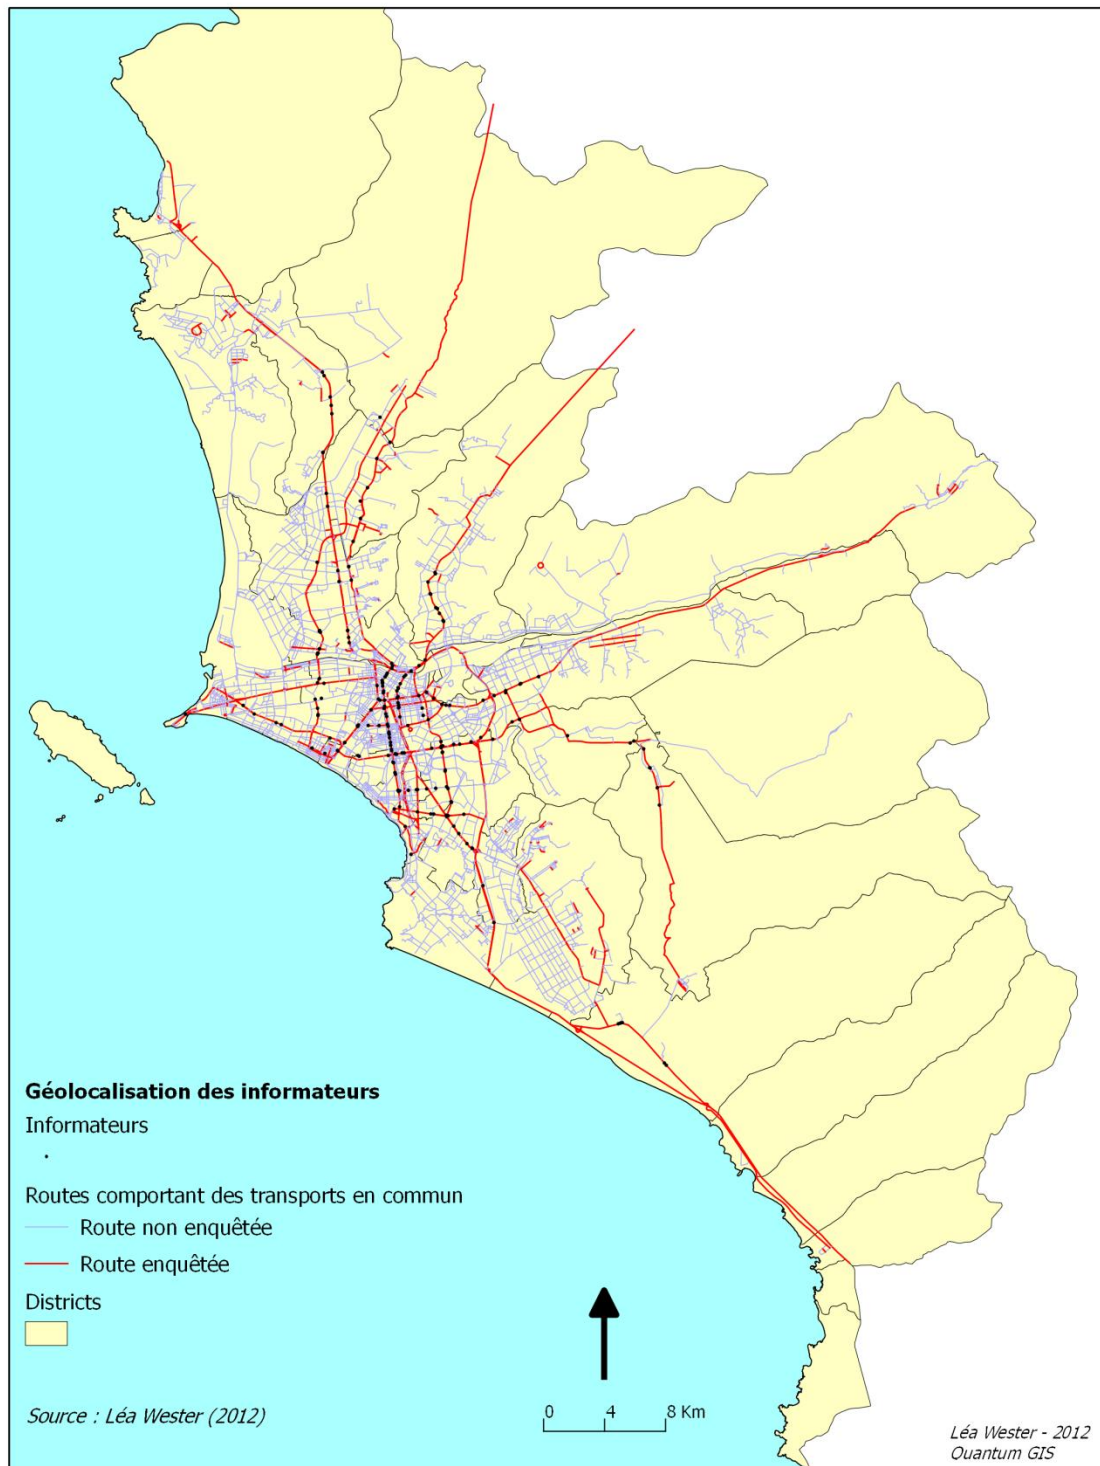 Géolocalisation des informateurs
Informateurs
Routes comportant des transports en commun
Route non enquêtée
Route enquêtée
Districts
Source : Léa Wester (2012)
0 4 8 Km
Léa Wester - 2012
Quantum GIS